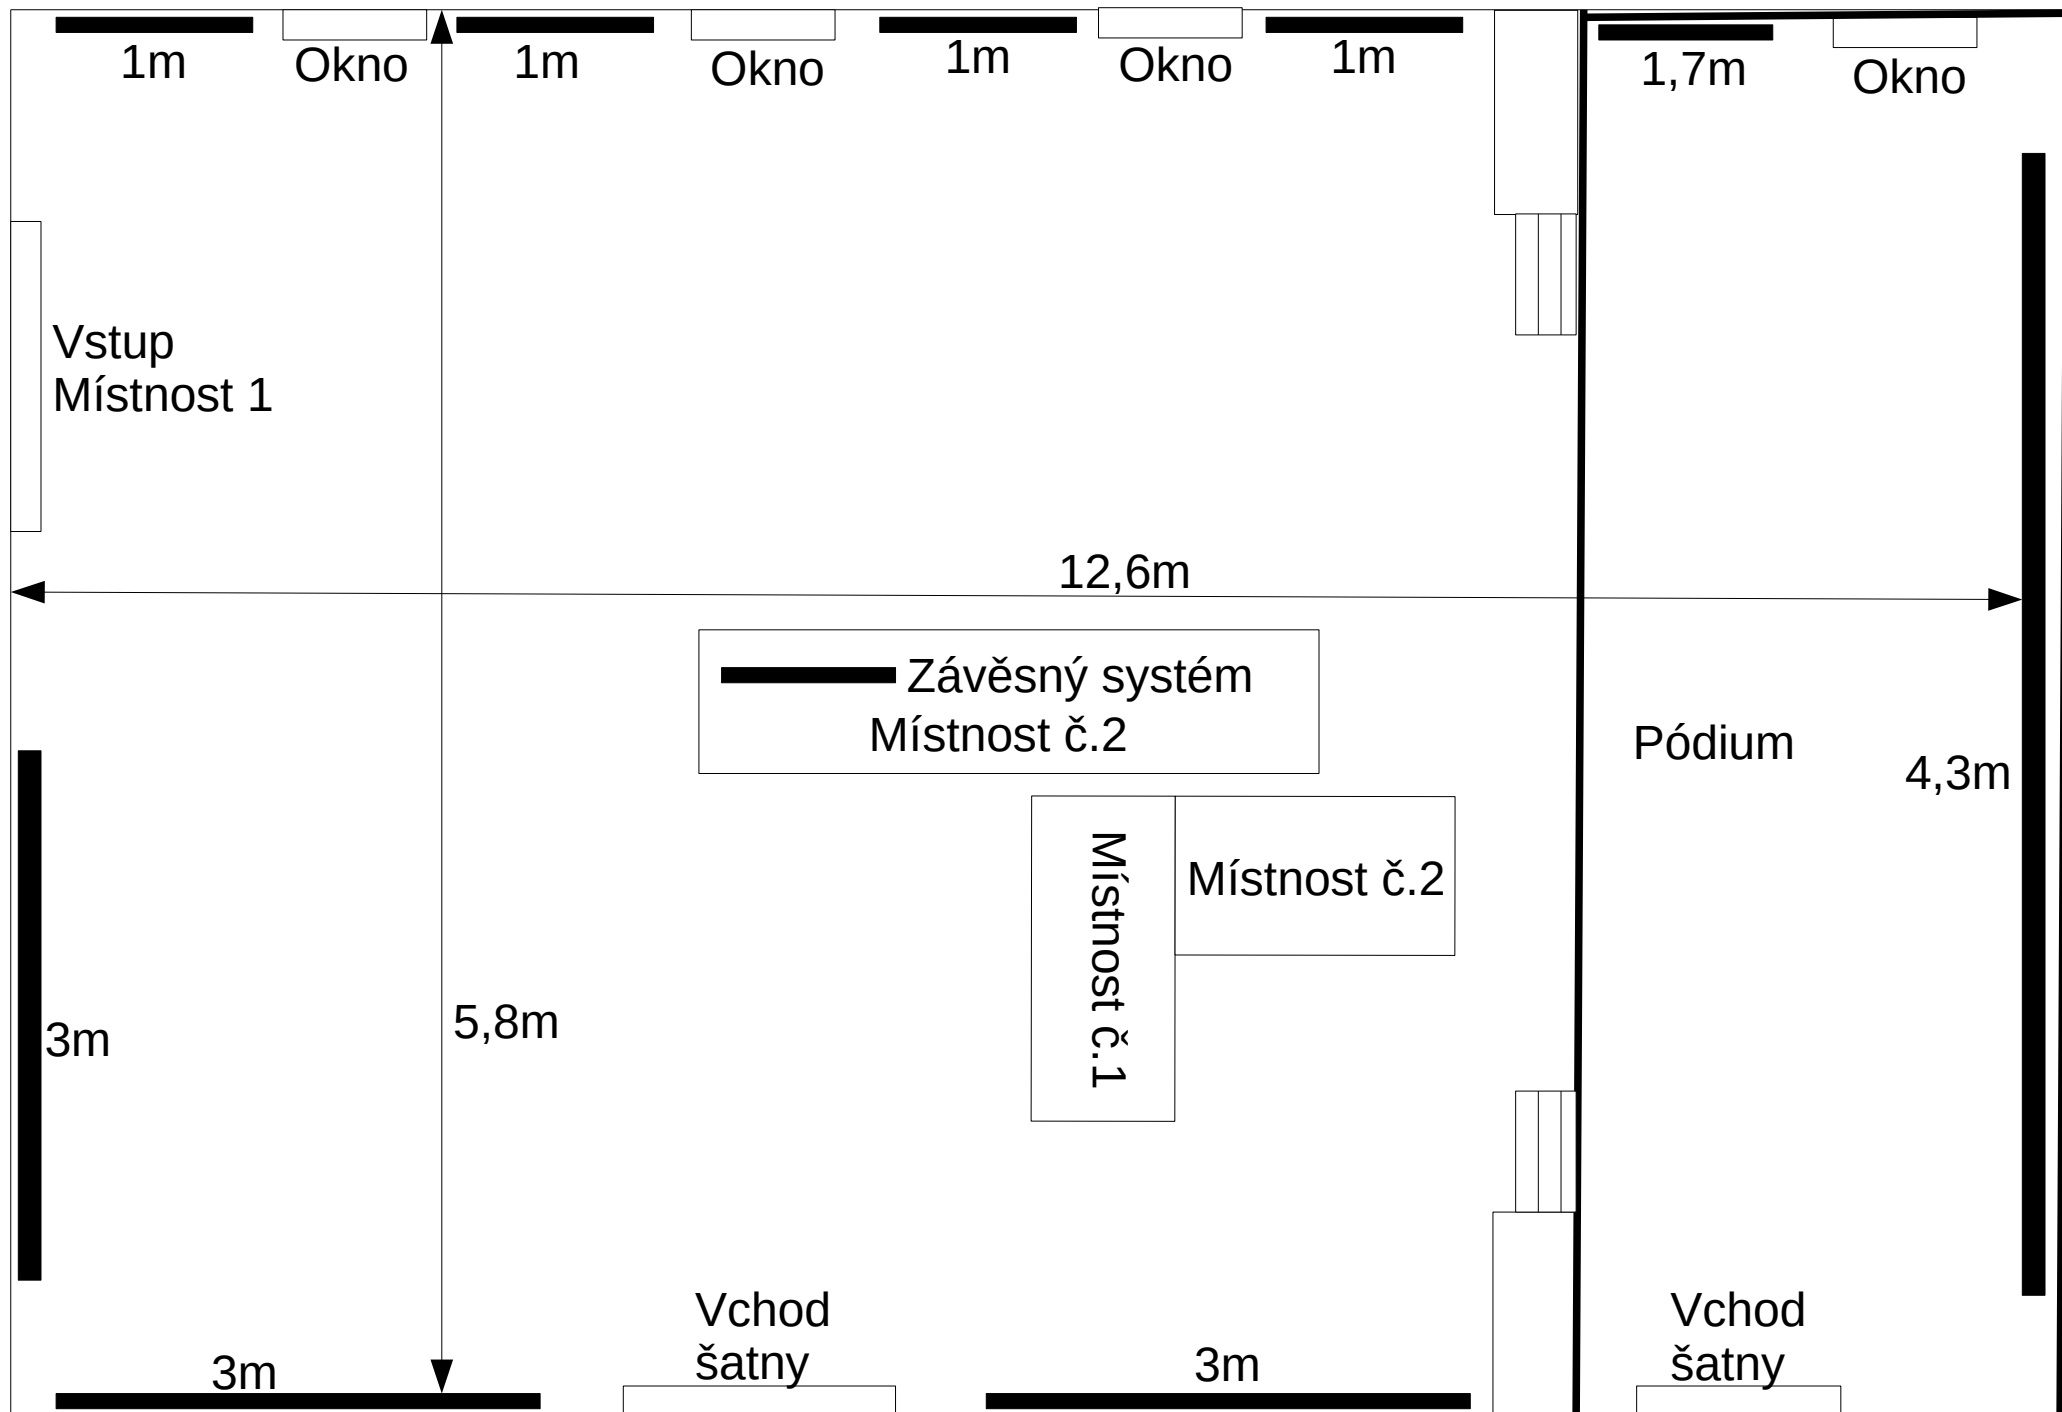 1m
Okno
1m
Okno
1m
Okno
1m
1,7m
Okno
Vstup
Místnost 1
12,6m
Závěsný systém
Místnost č.2
Pódium
4,3m
Místnost č.1
Místnost č.2
3m
5,8m
Vchod
šatny
Vchod
šatny
3m
3m